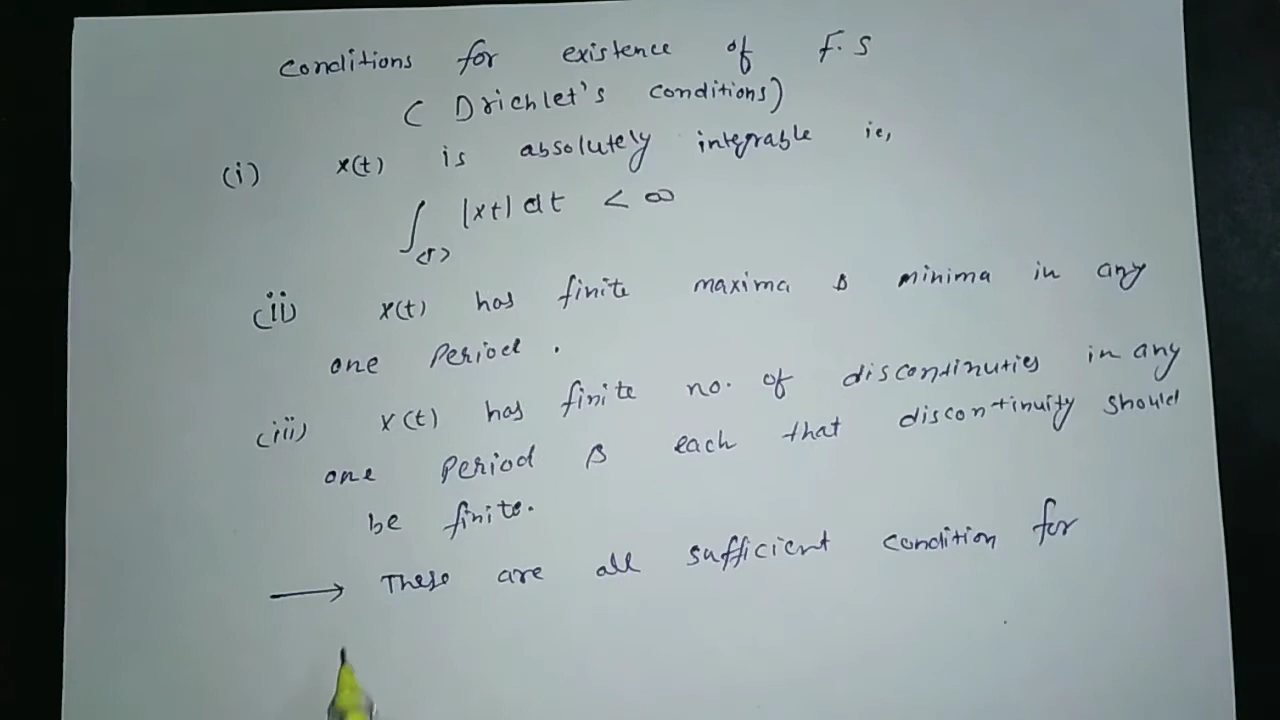 Conditions for existence of F.S
( Drichlet's conditions)
(i) x(t) is absolutely integrable ie,
∫<T> |xt| dt < ∞
(ii) x(t) has finite maxima & minima in any
one Period.
(iii) x(t) has finite no. of discontinuties in any
one Period & each that discontinuity should
be finite.
→ These are all sufficient condition for